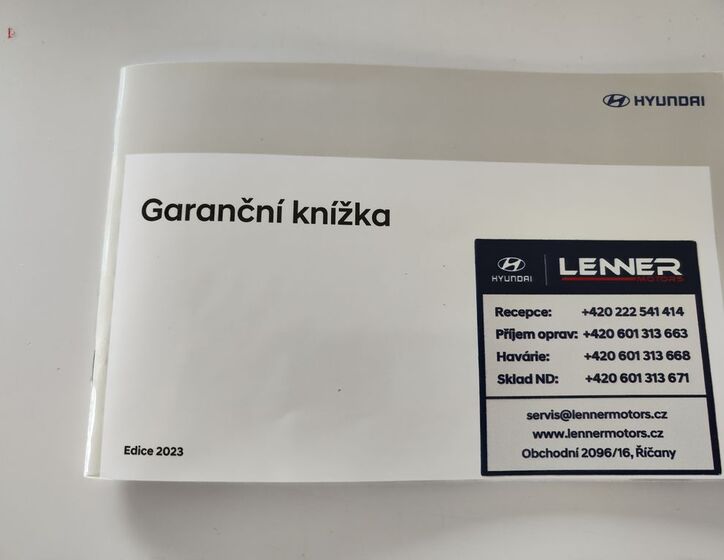 HYUNDAI
Garanční knížka
HYUNDAI LENNER
MOTORS
Recepce: +420 222 541 414
Příjem oprav: +420 601 313 663
Havárie: +420 601 313 668
Sklad ND: +420 601 313 671
servis@lennermotors.cz
www.lennermotors.cz
Obchodní 2096/16, Říčany
Edice 2023